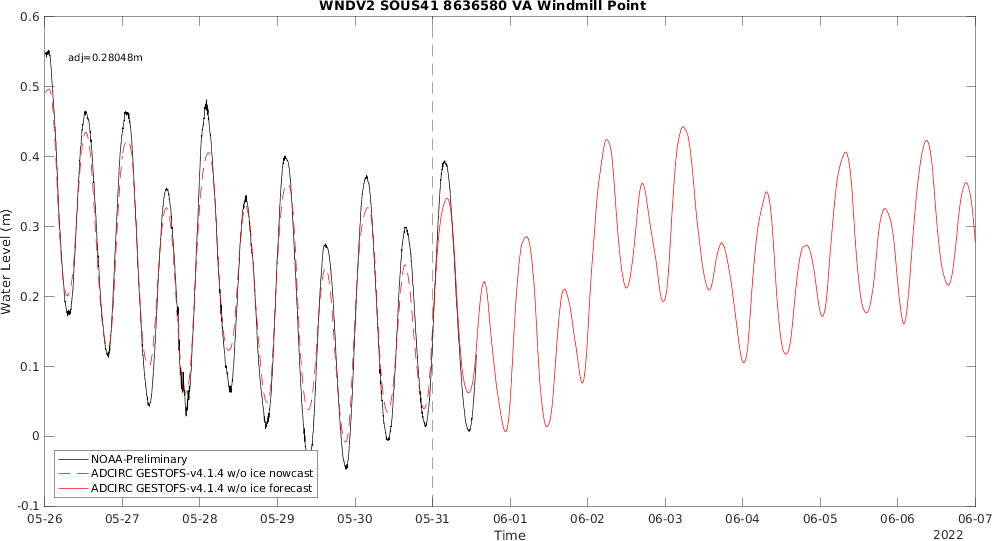 WNDV2 SOUS41 8636580 VA Windmill Point
adj=0.28048m
0.6
0.5
0.4
0.3
0.2
0.1
0
-0.1
Water Level (m)
NOAA-Preliminary
ADCIRC GESTOFS-v4.1.4 w/o ice nowcast
ADCIRC GESTOFS-v4.1.4 w/o ice forecast
05-26 05-27 05-28 05-29 05-30 05-31 06-01 06-02 06-03 06-04 06-05 06-06 06-07
Time
2022